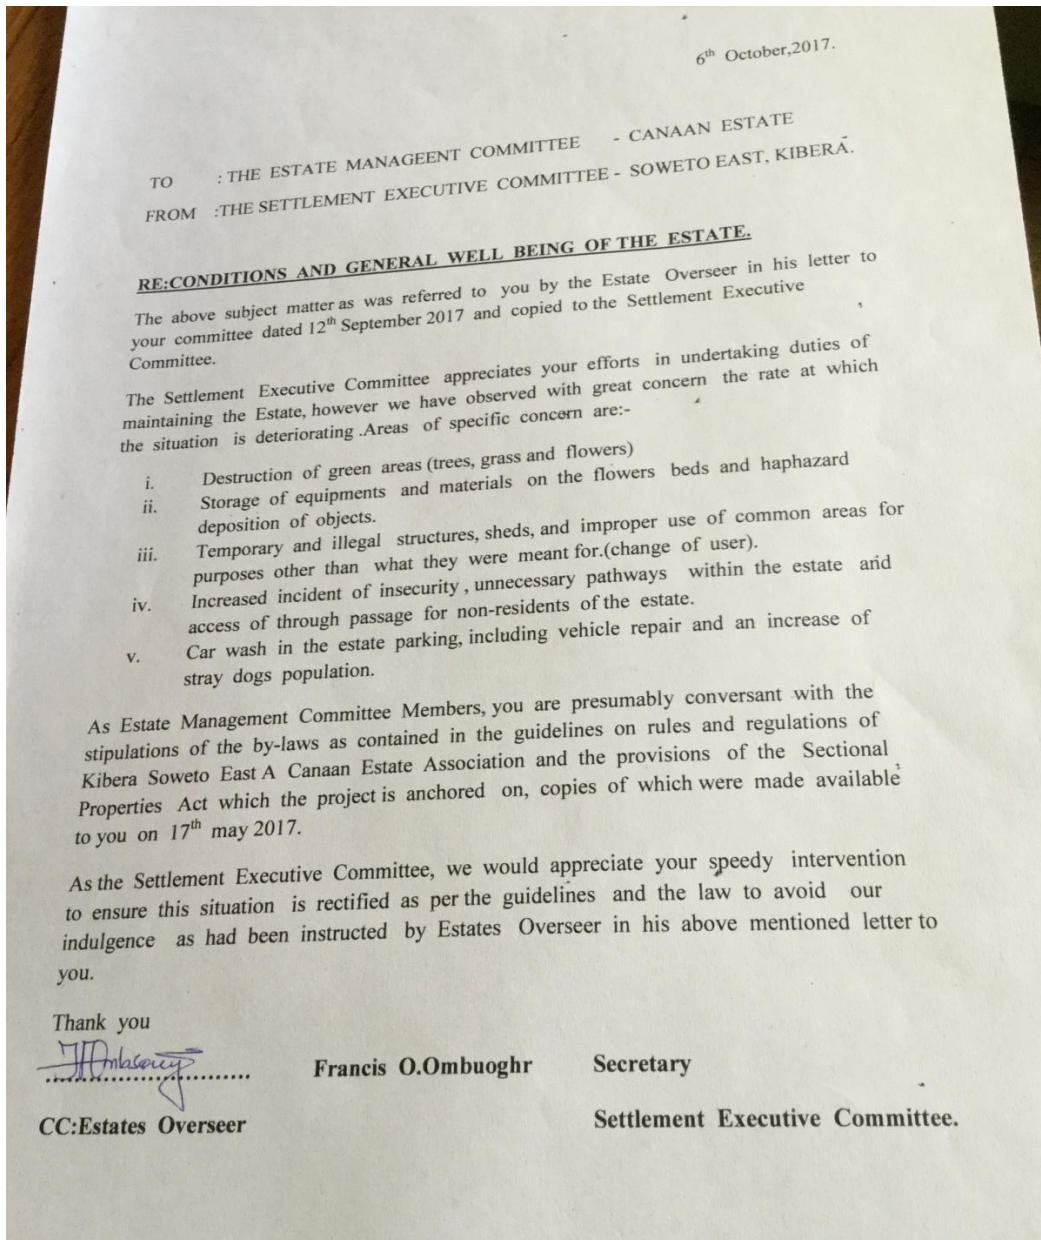 6th October,2017.
TO : THE ESTATE MANAGEENT COMMITTEE - CANAAN ESTATE
FROM :THE SETTLEMENT EXECUTIVE COMMITTEE - SOWETO EAST, KIBERA.
RE:CONDITIONS AND GENERAL WELL BEING OF THE ESTATE.
The above subject matter as was referred to you by the Estate Overseer in his letter to
your committee dated 12th September 2017 and copied to the Settlement Executive
Committee.
The Settlement Executive Committee appreciates your efforts in undertaking duties of
maintaining the Estate, however we have observed with great concern the rate at which
the situation is deteriorating .Areas of specific concern are:-
i. Destruction of green areas (trees, grass and flowers)
ii. Storage of equipments and materials on the flowers beds and haphazard
deposition of objects.
iii. Temporary and illegal structures, sheds, and improper use of common areas for
purposes other than what they were meant for.(change of user).
iv. Increased incident of insecurity , unnecessary pathways within the estate and
access of through passage for non-residents of the estate.
v. Car wash in the estate parking, including vehicle repair and an increase of
stray dogs population.
As Estate Management Committee Members, you are presumably conversant with the
stipulations of the by-laws as contained in the guidelines on rules and regulations of
Kibera Soweto East A Canaan Estate Association and the provisions of the Sectional
Properties Act which the project is anchored on, copies of which were made available
to you on 17th may 2017.
As the Settlement Executive Committee, we would appreciate your speedy intervention
to ensure this situation is rectified as per the guidelines and the law to avoid our
indulgence as had been instructed by Estates Overseer in his above mentioned letter to
you.
Thank you
Francis O.Ombuoghr Secretary
CC:Estates Overseer Settlement Executive Committee.